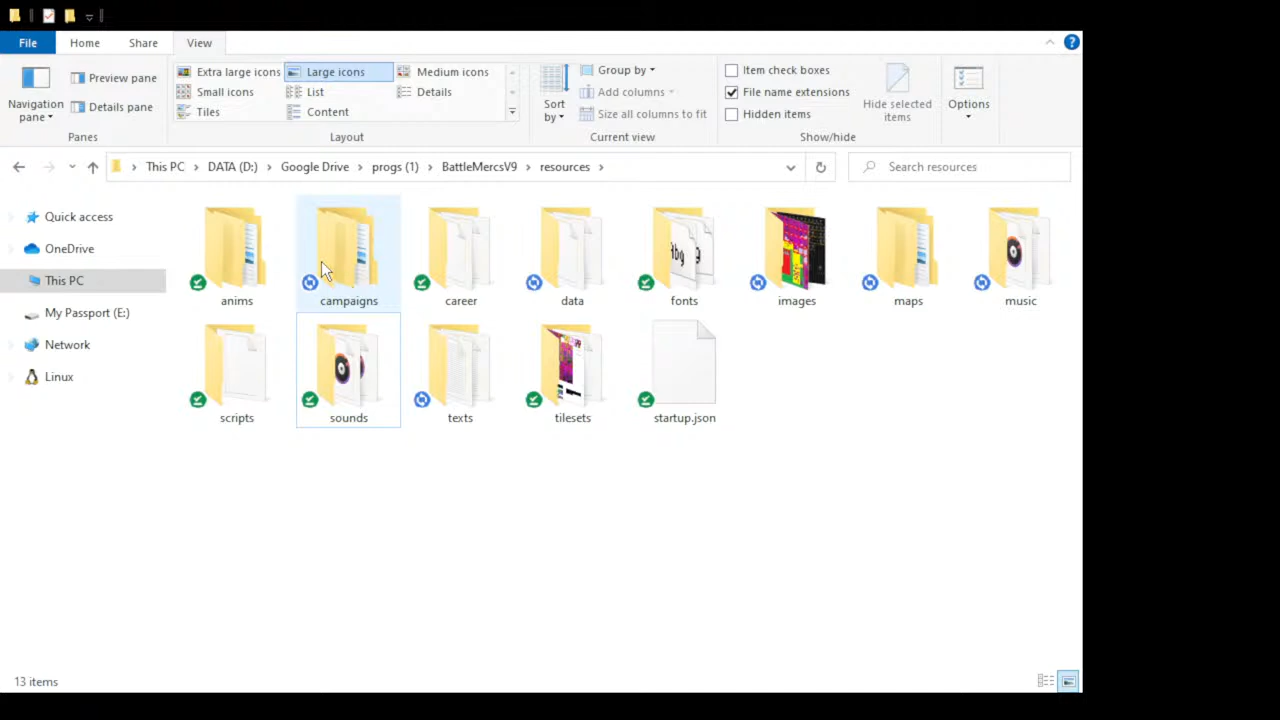 File Home Share View
Extra large icons Large icons Medium icons
Small icons List Details
Tiles Content
Preview pane
Details pane
Navigation
pane
Sort
by
Group by
Add columns
Size all columns to fit
Item check boxes
File name extensions
Hidden items
Hide selected
items
Options
Panes Layout Current view Show/hide
This PC DATA (D:) Google Drive progs (1) BattleMercsV9 resources
Search resources
Quick access
OneDrive
This PC
My Passport (E:)
Network
Linux
anims campaigns career data fonts images maps music
scripts sounds texts tilesets startup.json
13 items